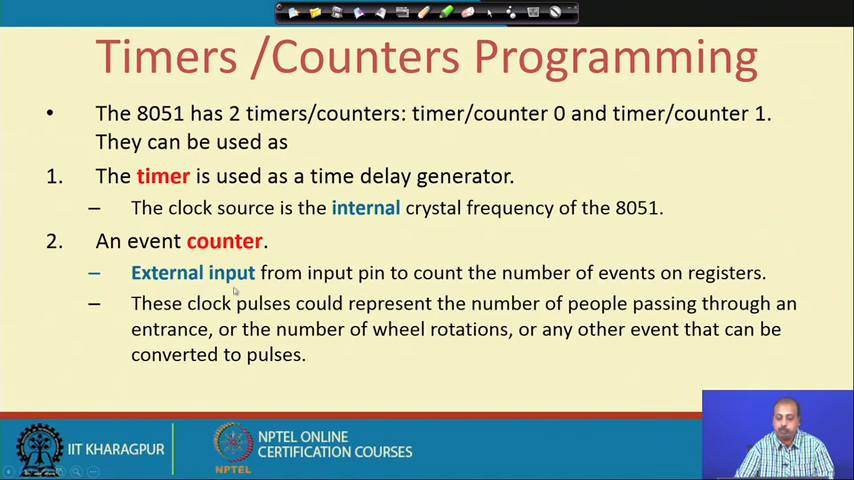 Timers /Counters Programming
• The 8051 has 2 timers/counters: timer/counter 0 and timer/counter 1.
They can be used as
1. The timer is used as a time delay generator.
– The clock source is the internal crystal frequency of the 8051.
2. An event counter.
– External input from input pin to count the number of events on registers.
– These clock pulses could represent the number of people passing through an
entrance, or the number of wheel rotations, or any other event that can be
converted to pulses.
IIT KHARAGPUR
NPTEL
NPTEL ONLINE
CERTIFICATION COURSES